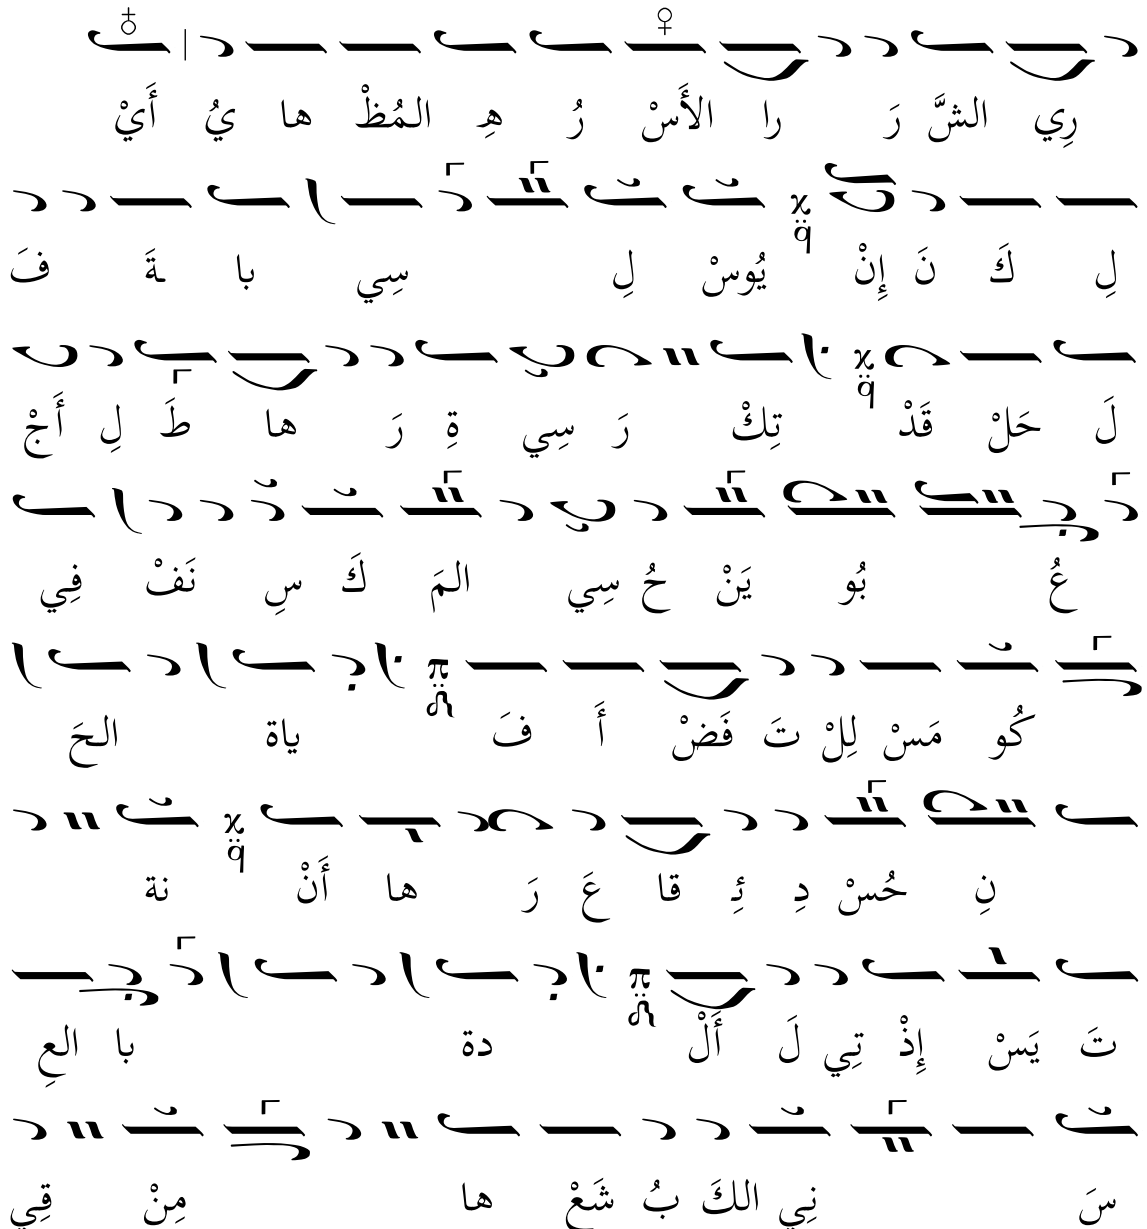 أَيْ يُ ها المُظْ هِـ رُ الأَسْ را رَ الشَّ رِي
فَ ـةَ با سِي لِ يُوسْ إِنْ نَ كَ لِ
أَجْ لِ طَ ها رَ ةِ سِي رَ تِكْ قَدْ حَلْ لَ
فِي نَفْ سِ كَ المَ سِي حُ يَنْ بُو عُ
الحَ ياة فَ أَ فَضْ تَ لِلْ مَسْ كُو
نة أَنْ ها رَ عَ قا ئِ دِ حُسْ نِ
العِ با دة أَلْ لَ تِي إِذْ يَسْ تَ
قِي مِنْ ها شَعْ بُ الكَ نِي سَ